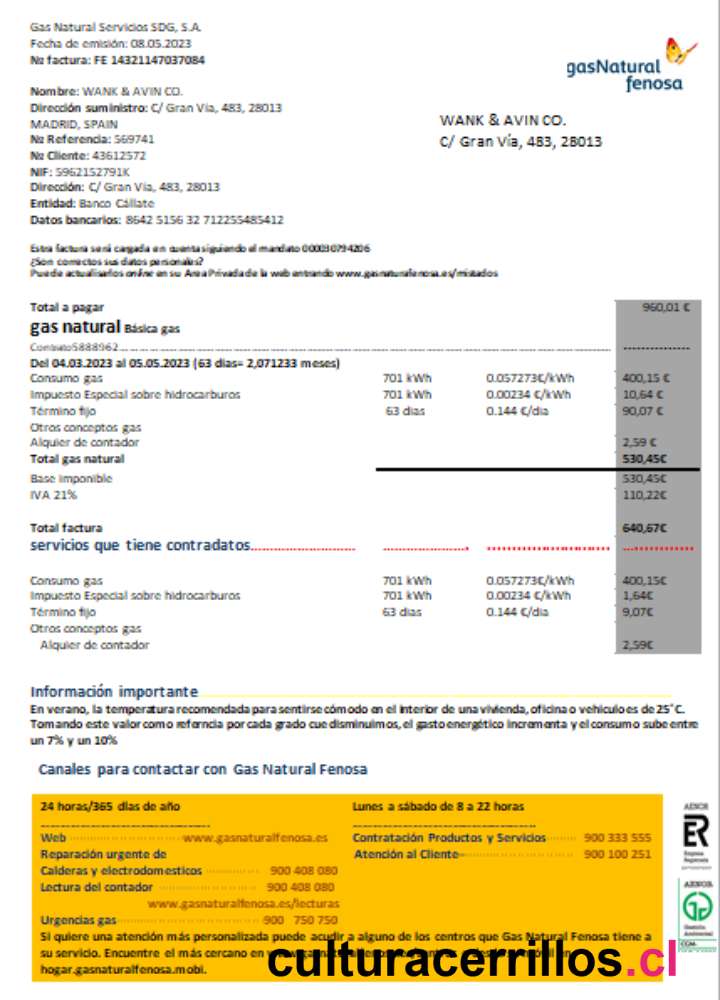 Gas Natural Servicios SDG, S.A.
Fecha de emisión: 08.05.2023
№ factura: FE 14321147037084
gasNatural
fenosa
Nombre: WANK & AVIN CO.
Dirección suministro: C/ Gran Vía, 483, 28013
MADRID, SPAIN
№ Referencia: 569741
№ Cliente: 43612572
NIF: 5962152791K
Dirección: C/ Gran Vía, 483, 28013
Entidad: Banco Cállate
Datos bancarios: 8642 5156 32 712255485412
WANK & AVIN CO.
C/ Gran Vía, 483, 28013
Estra factura será cargada en cuenta siguiendo el mandato 000030794206
¿Son correctos sus datos personales?
Puede actualisarlos online en su Area Privada de la web entrando www.gasnaturalenosa.es/mistados
Total a pagar 960,01 €
gas natural Básica gas
Contrato5888962
Del 04.03.2023 al 05.05.2023 (63 días= 2,071233 meses)
Consumo gas 701 kWh 0.057273€/kWh 400,15 €
Impuesto Especial sobre hidrocarburos 701 kWh 0.00234 €/kWh 10,64 €
Término fijo 63 días 0.144 €/día 90,07 €
Otros conceptos gas
Alquier de contador 2,59 €
Total gas natural 530,45€
Base imponible 530,45€
IVA 21% 110,22€
Total factura 640,67€
servicios que tiene contradatos
Consumo gas 701 kWh 0.057273€/kWh 400,15€
Impuesto Especial sobre hidrocarburos 701 kWh 0.00234 €/kWh 1,64€
Término fijo 63 días 0.144 €/día 9,07€
Otros conceptos gas
Alquier de contador 2,59€
Información importante
En verano, la temperatura recomendada para sentirse cómodo en el interior de una vivienda, oficina o vehículo es de 25˚C.
Tomando este valor como referncia por cada grado cue disminuimos, el gasto energético incrementa y el consumo sube entre
un 7% y un 10%
Canales para contactar con Gas Natural Fenosa
24 horas/365 días de año
Web www.gasnaturalfenosa.es
Reparación urgente de
Calderas y electrodomesticos 900 408 080
Lectura del contador 900 408 080
www.gasnaturalfenosa.es/lecturas
Urgencias gas 900 750 750
Lunes a sábado de 8 a 22 horas
Contratación Productos y Servicios 900 333 555
Atención al Cliente 900 100 251
Si quiere una atención más personalizada puede acudir a alguno de los centros que Gas Natural Fenosa tiene a
su servicio. Encuentre el más cercano en
hogar.gasnaturalfenosa.mobi.
AENOR
ER
Empresa
Registrada
AENOR
Gestión
Ambiental
culturacerrillos.cl